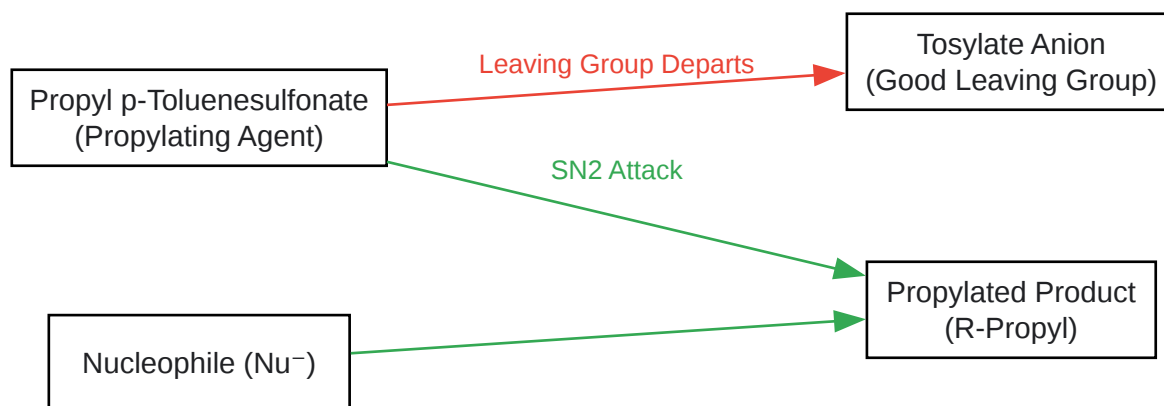 Tosylate Anion
(Good Leaving Group)
Leaving Group Departs
Propyl p-Toluenesulfonate
(Propylating Agent)
SN2 Attack
Propylated Product
(R-Propyl)
Nucleophile (Nu⁻)